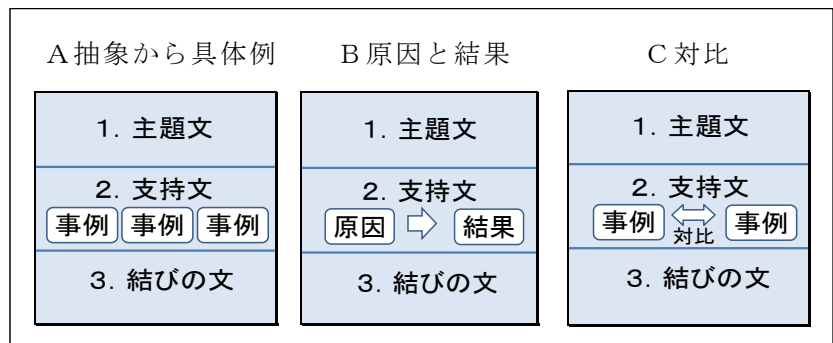 A抽象から具体例
1. 主題文
2. 支持文
事例 事例 事例
3. 結びの文
B原因と結果
1. 主題文
2. 支持文
原因 結果
3. 結びの文
C対比
1. 主題文
2. 支持文
事例 対比 事例
3. 結びの文